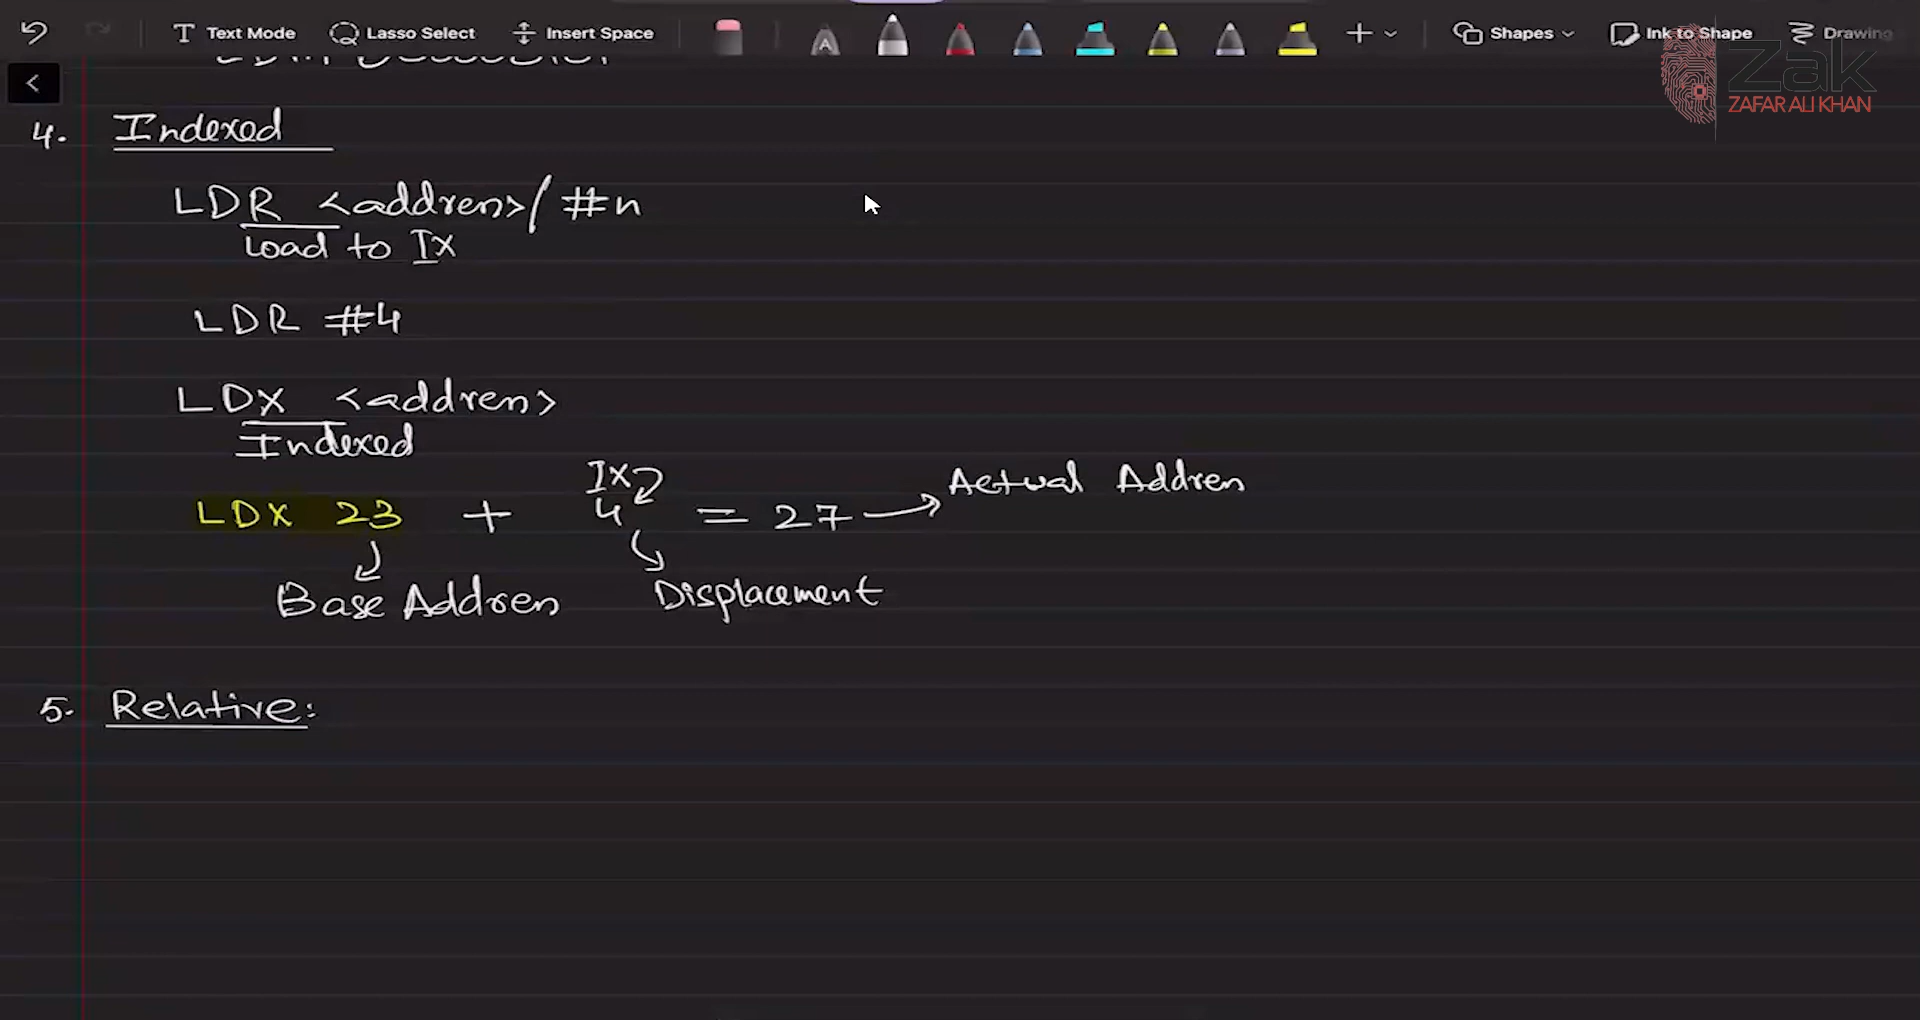 Text Mode Lasso Select Insert Space A Shapes Ink to Shape Drawing
Zak
ZAFAR ALI KHAN
4. Indexed
LDR <address>/ #n
Load to IX
LDR #4
LDX <address>
Indexed
IX
LDX 23 + 4 = 27 → Actual Address
Base Address Displacement
5. Relative: